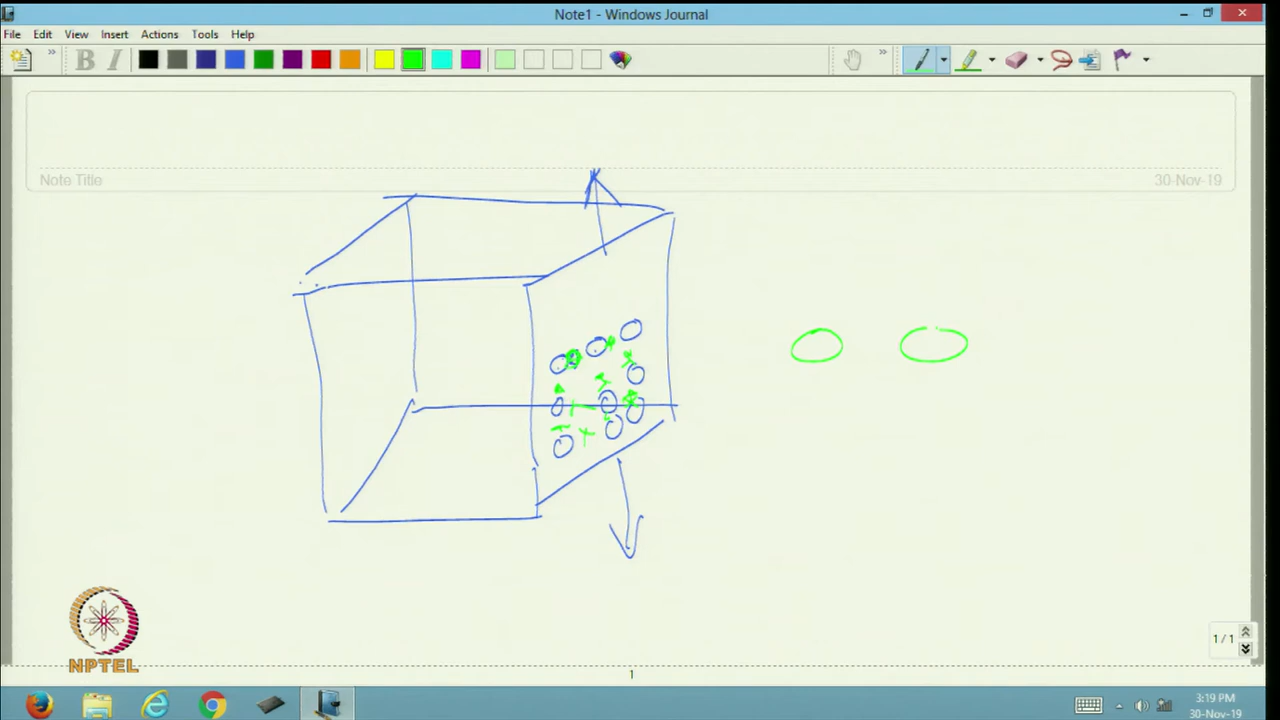 Note1 - Windows Journal
File Edit View Insert Actions Tools Help
B I
Note Title
30-Nov-19
1 / 1
NPTEL
1
3:19 PM
30-Nov-19